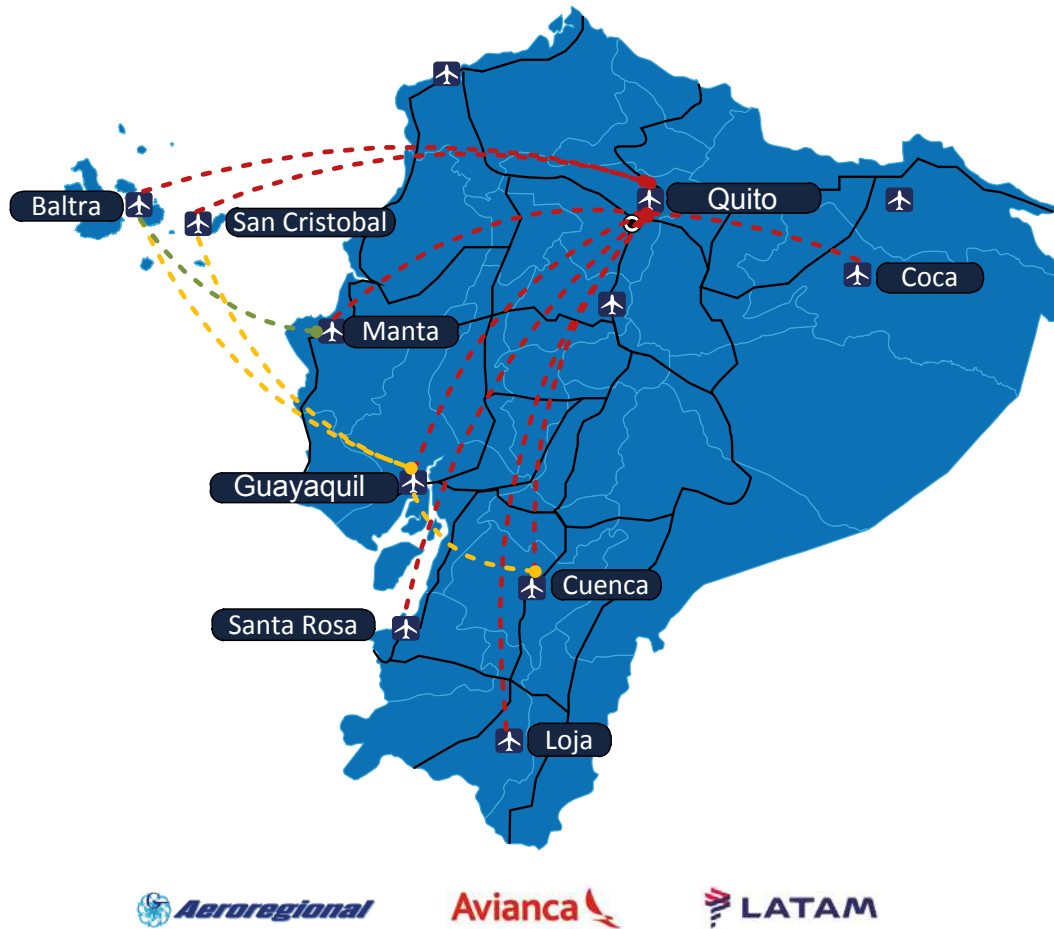 Baltra
San Cristobal
Quito
Coca
Manta
Guayaquil
Cuenca
Santa Rosa
Loja
Aeroregional
Avianca
LATAM